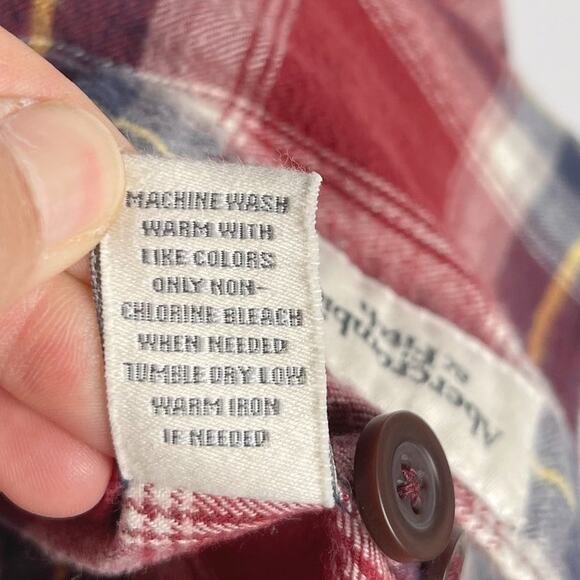 MACHINE WASH
WARM WITH
LIKE COLORS
ONLY NON-
CHLORINE BLEACH
WHEN NEEDED
TUMBLE DRY LOW
WARM IRON
IF NEEDED
Abercrombie
& Fitch